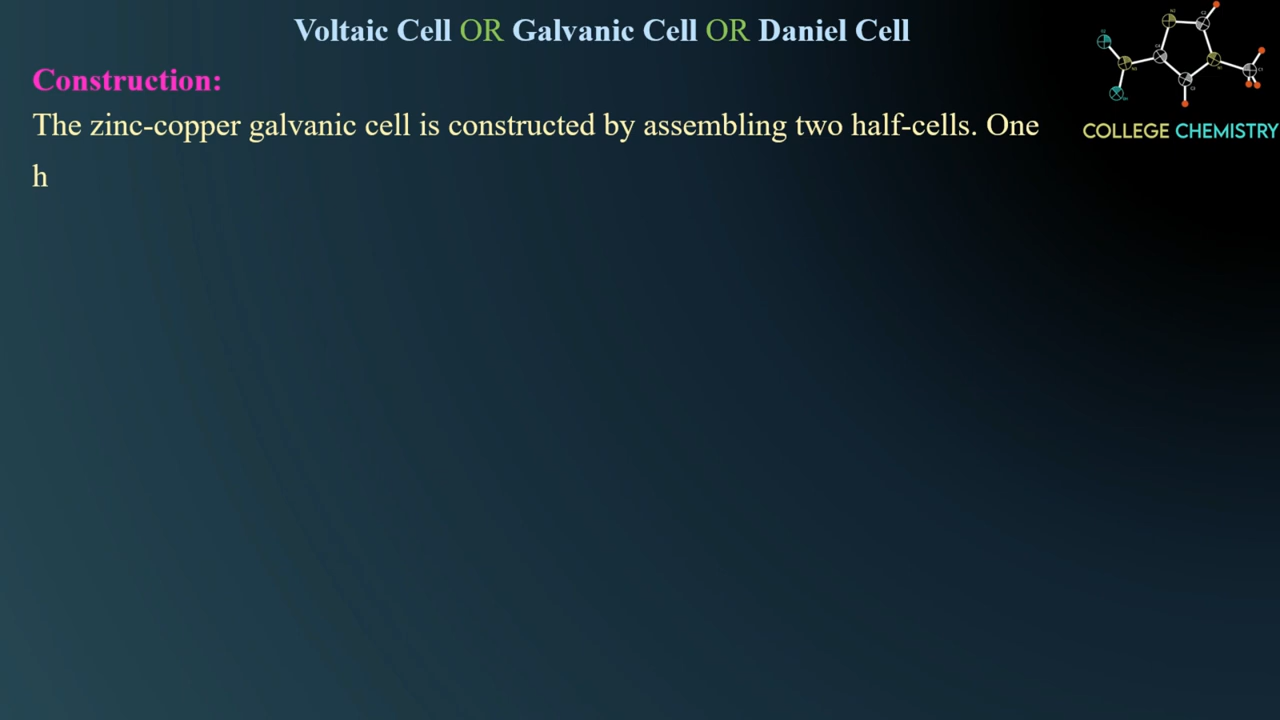 Voltaic Cell OR Galvanic Cell OR Daniel Cell
Construction:
The zinc-copper galvanic cell is constructed by assembling two half-cells. One
h
COLLEGE CHEMISTRY